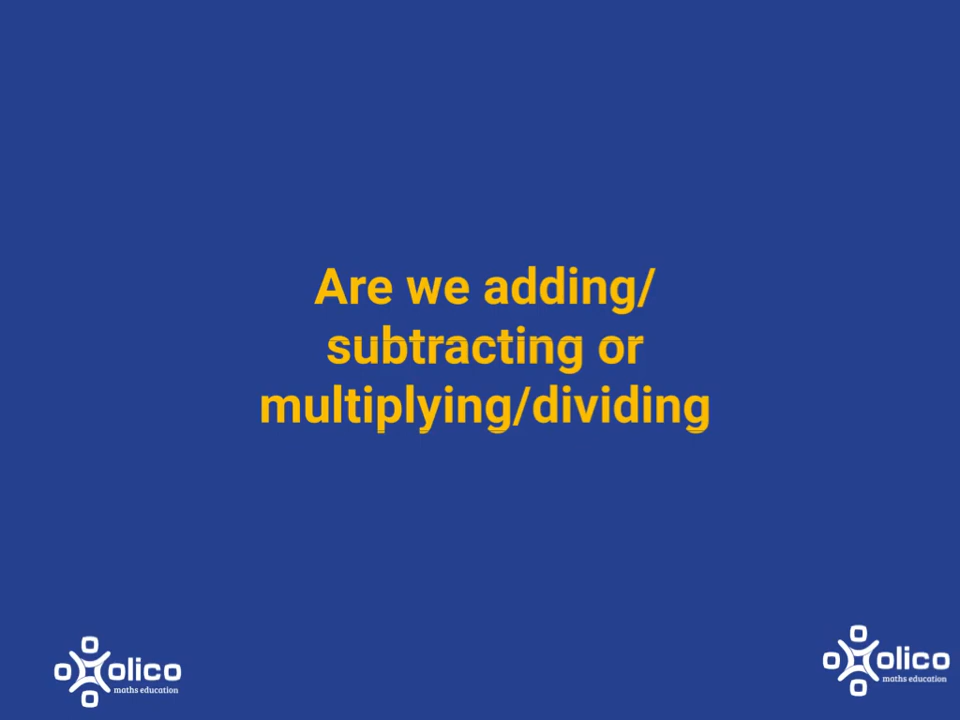 Are we adding/
subtracting or
multiplying/dividing
olico
maths education
olico
maths education